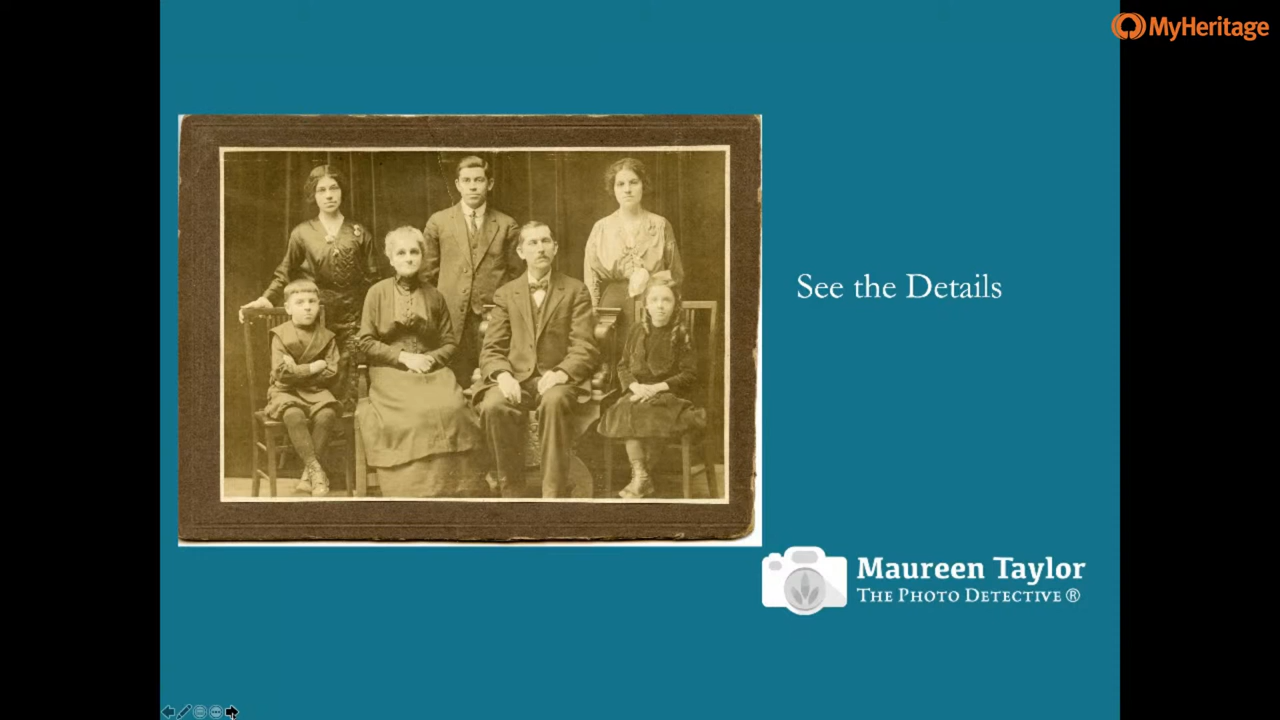 MyHeritage
See the Details
Maureen Taylor
THE PHOTO DETECTIVE ®